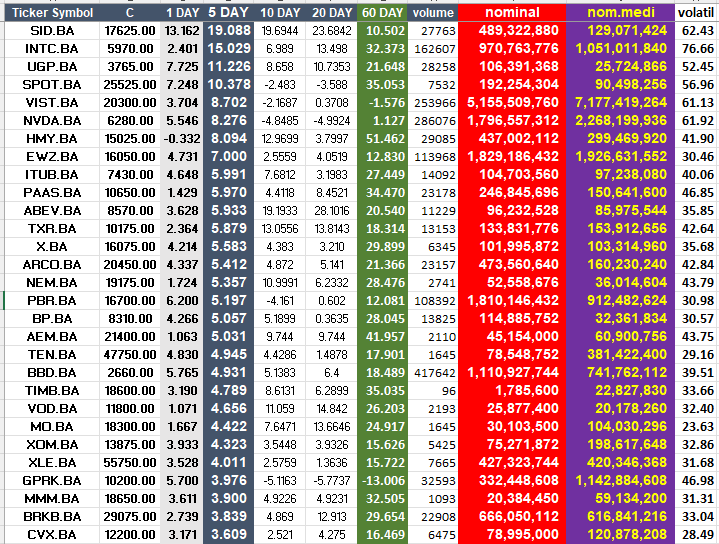 Ticker Symbol C 1 DAY 5 DAY 10 DAY 20 DAY 60 DAY volume nominal nom.medi volatil
SID.BA 17625.00 13.162 19.088 19.6944 23.6842 10.502 27763 489,322,880 129,071,424 62.43
INTC.BA 5970.00 2.401 15.029 6.989 13.498 32.373 162607 970,763,776 1,051,011,840 76.66
UGP.BA 3765.00 7.725 11.226 8.658 10.7353 21.648 28258 106,391,368 25,724,866 52.45
SPOT.BA 25525.00 7.248 10.378 -2.483 -3.588 35.053 7532 192,254,304 90,498,256 56.96
VIST.BA 20300.00 3.704 8.702 -2.1687 0.3708 -1.576 253966 5,155,509,760 7,177,419,264 61.13
NVDA.BA 6280.00 5.546 8.276 -4.8485 -4.9924 1.127 286076 1,796,557,312 2,268,199,936 61.92
HMY.BA 15025.00 -0.332 8.094 12.9699 3.7997 51.462 29085 437,002,112 299,469,920 41.90
EWZ.BA 16050.00 4.731 7.000 2.5559 4.0519 12.830 113968 1,829,186,432 1,926,631,552 30.46
ITUB.BA 7430.00 4.648 5.991 7.6812 3.1983 27.449 14092 104,703,560 97,238,080 40.06
PAAS.BA 10650.00 1.429 5.970 4.4118 8.4521 34.470 23178 246,845,696 150,641,600 46.85
ABEV.BA 8570.00 3.628 5.933 19.1933 28.1016 20.540 11229 96,232,528 85,975,544 35.85
TXR.BA 10175.00 2.364 5.879 13.0556 13.8143 18.314 13153 133,831,776 153,912,656 42.64
X.BA 16075.00 4.214 5.583 4.383 3.210 29.899 6345 101,995,872 103,314,960 35.68
ARCO.BA 20450.00 4.337 5.412 4.872 5.141 21.366 23157 473,560,640 160,230,240 42.84
NEM.BA 19175.00 1.724 5.357 10.9991 6.2332 28.476 2741 52,558,676 36,014,604 43.79
PBR.BA 16700.00 6.200 5.197 -4.161 0.602 12.081 108392 1,810,146,432 912,482,624 30.98
BP.BA 8310.00 4.266 5.057 5.1899 0.3635 28.045 13825 114,885,752 32,361,834 30.57
AEM.BA 21400.00 1.063 5.031 9.744 9.744 41.957 2110 45,154,000 60,900,756 43.75
TEN.BA 47750.00 4.830 4.945 4.4286 1.4878 17.901 1645 78,548,752 381,422,400 29.16
BBD.BA 2660.00 5.765 4.931 5.1383 6.4 18.489 417642 1,110,927,744 741,762,112 39.51
TIMB.BA 18600.00 3.190 4.789 8.6131 6.2899 35.035 96 1,785,600 22,827,830 33.66
VOD.BA 11800.00 1.071 4.656 11.059 14.842 26.203 2193 25,877,400 20,178,260 32.40
MO.BA 18300.00 1.667 4.422 7.6471 13.6646 24.917 1645 30,103,500 104,030,296 23.63
XOM.BA 13875.00 3.933 4.323 3.5448 3.9326 15.626 5425 75,271,872 198,617,648 32.86
XLE.BA 55750.00 3.528 4.011 2.5759 1.3636 15.722 7665 427,323,744 420,346,368 31.68
GPRK.BA 10200.00 5.700 3.976 -5.1163 -5.7737 -13.006 32593 332,448,608 1,142,884,608 46.98
MMM.BA 18650.00 3.611 3.900 4.9226 4.9231 32.505 1093 20,384,450 59,134,200 31.31
BRKB.BA 29075.00 2.739 3.839 4.869 12.913 29.654 22908 666,050,112 616,841,216 33.04
CVX.BA 12200.00 3.171 3.609 2.521 4.275 16.469 6475 78,995,000 120,878,208 28.49